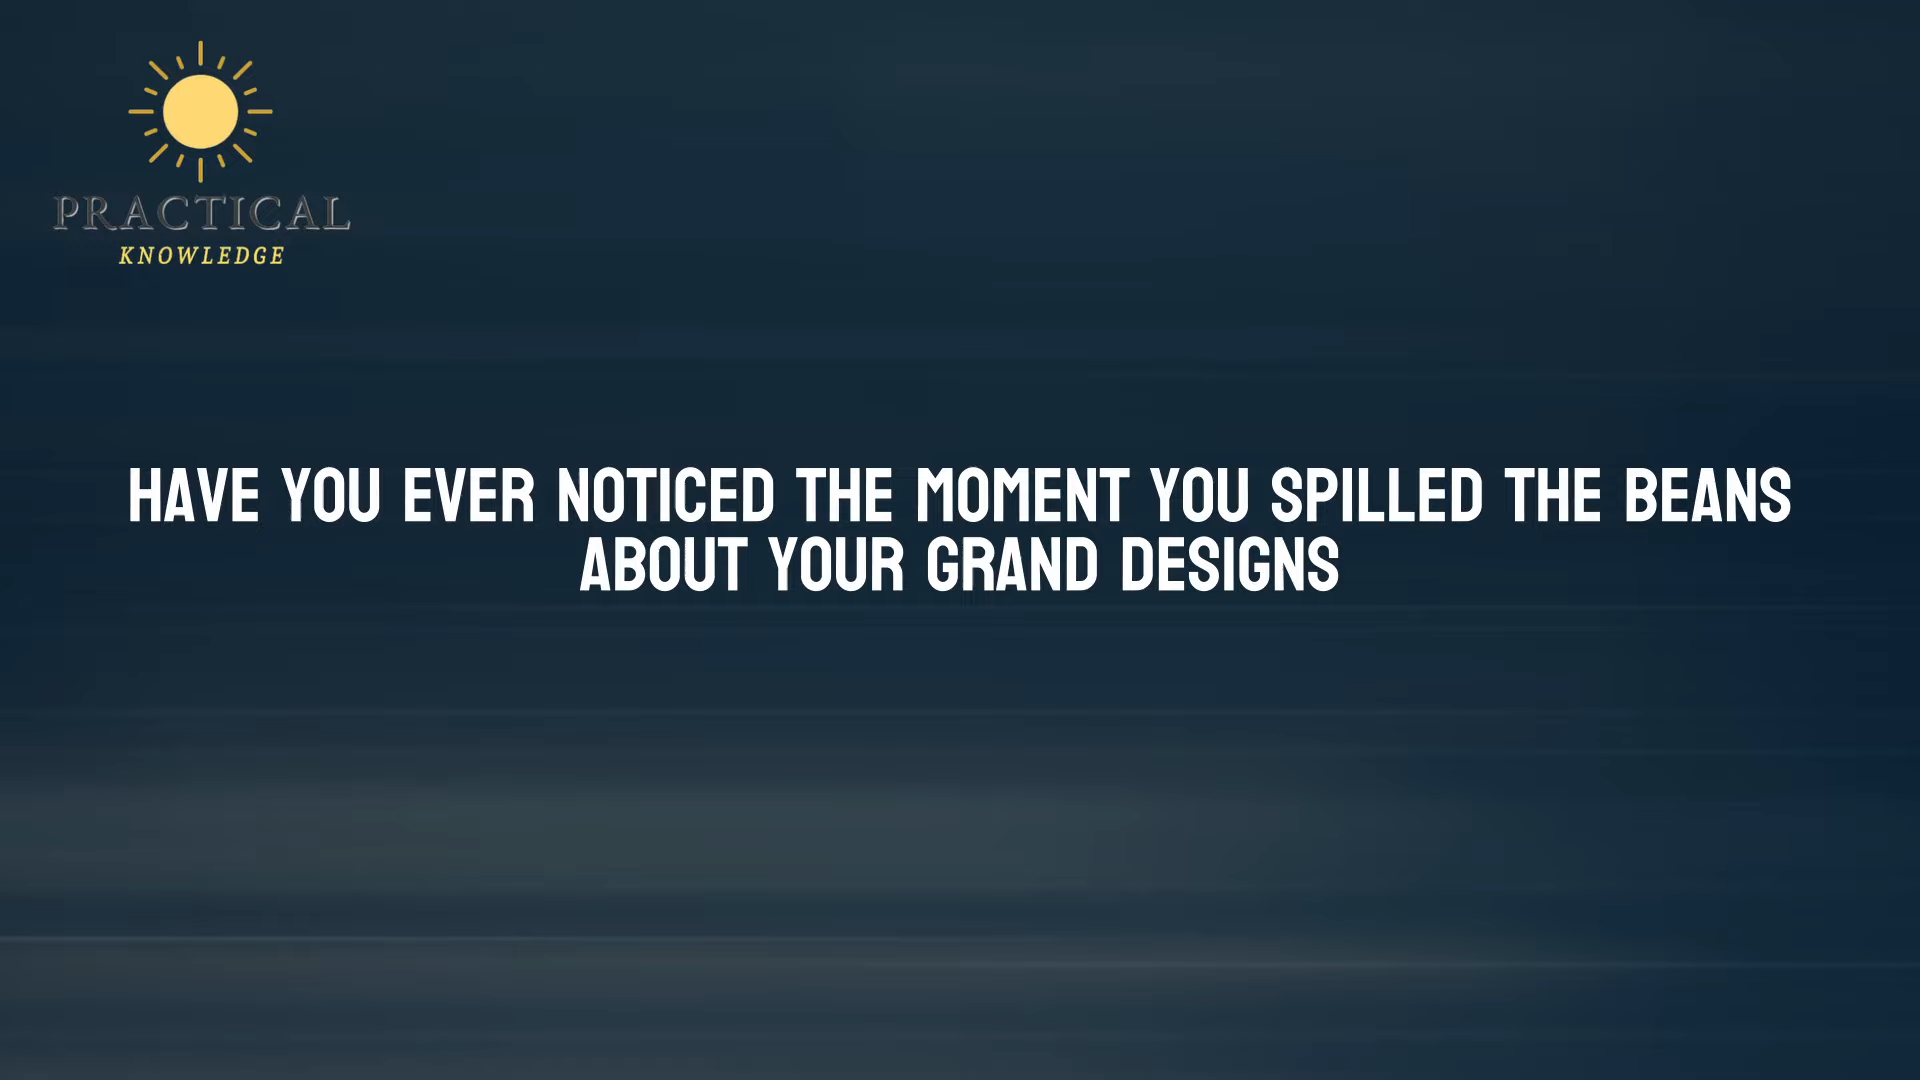 PRACTICAL
KNOWLEDGE
HAVE YOU EVER NOTICED THE MOMENT YOU SPILLED THE BEANS
ABOUT YOUR GRAND DESIGNS